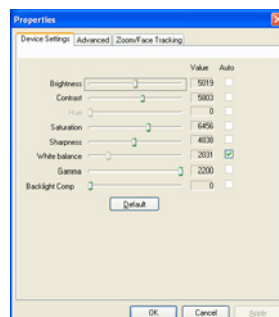 Properties
Device Settings Advanced Zoom/Face Tracking
Value Auto
Brightness 5019
Contrast 5803
Hue 0
Saturation 6456
Sharpness 4838
White balance 2031
Gamma 2200
Backlight Comp 0
Default
OK Cancel Apply